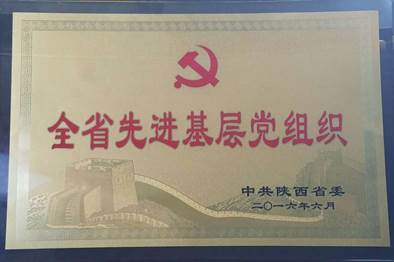 全省先进基层党组织
中共陕西省委
二〇一六年六月